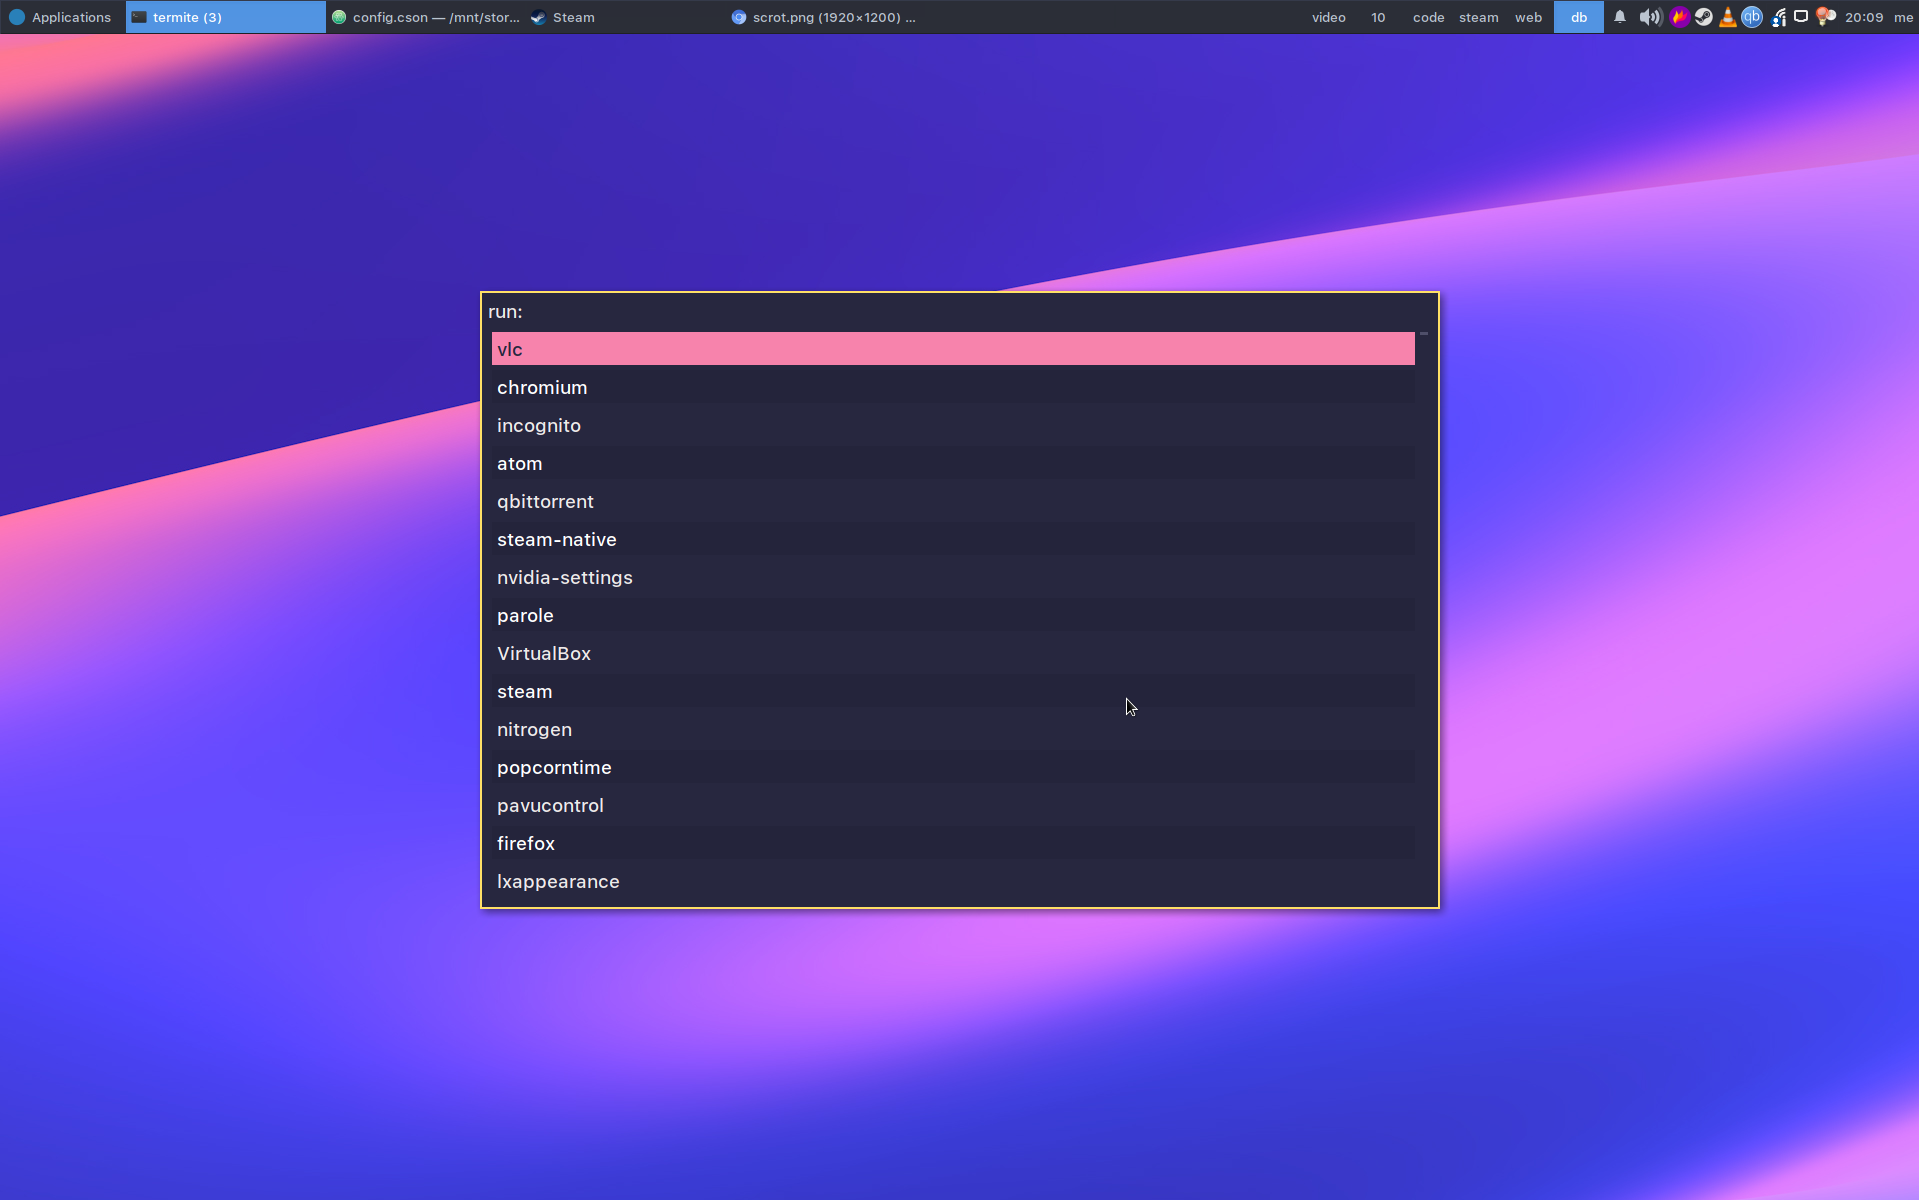 Applications termite (3) config.cson — /mnt/stor... Steam scrot.png (1920×1200) ... video 10 code steam web db qb 20:09 me
run:
vlc
chromium
incognito
atom
qbittorrent
steam-native
nvidia-settings
parole
VirtualBox
steam
nitrogen
popcorntime
pavucontrol
firefox
lxappearance